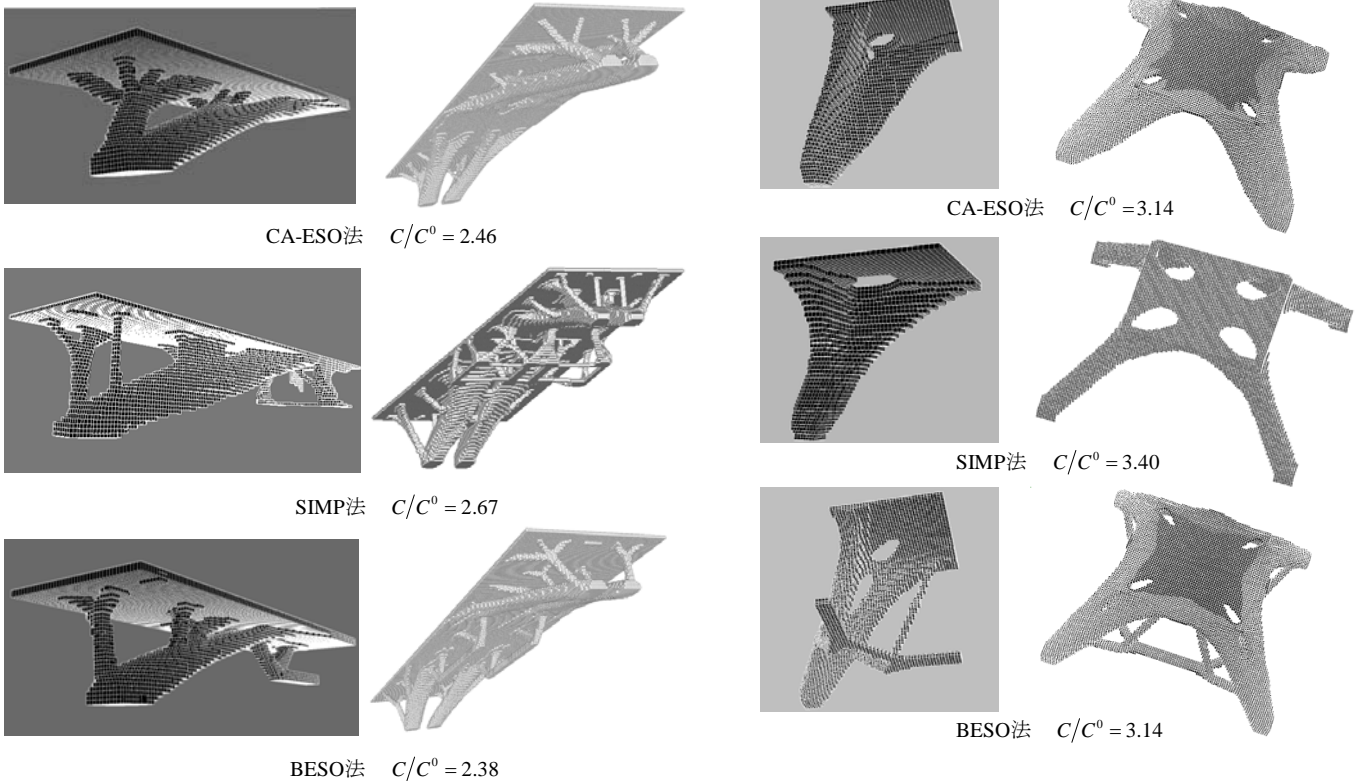 CA-ESO法 C/C⁰ = 2.46
SIMP法 C/C⁰ = 2.67
BESO法 C/C⁰ = 2.38
CA-ESO法 C/C⁰ = 3.14
SIMP法 C/C⁰ = 3.40
BESO法 C/C⁰ = 3.14